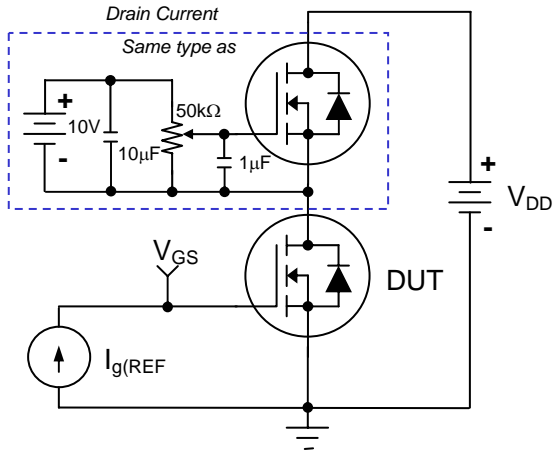 Drain Current
Same type as
+
10V
-
10µF
50kΩ
1µF
+
V_DD
-
V_GS
DUT
I_g(REF